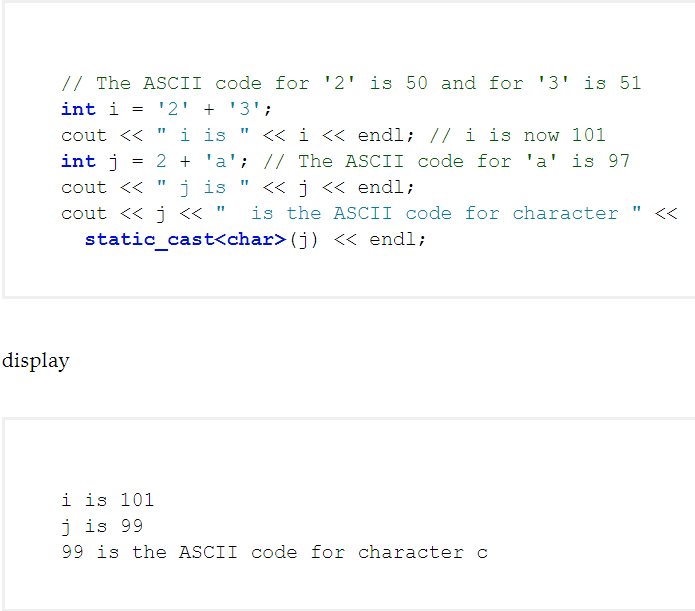 // The ASCII code for '2' is 50 and for '3' is 51
int i = '2' + '3';
cout << " i is " << i << endl; // i is now 101
int j = 2 + 'a'; // The ASCII code for 'a' is 97
cout << " j is " << j << endl;
cout << j << "  is the ASCII code for character " <<
  static_cast<char>(j) << endl;
display
i is 101
j is 99
99 is the ASCII code for character c